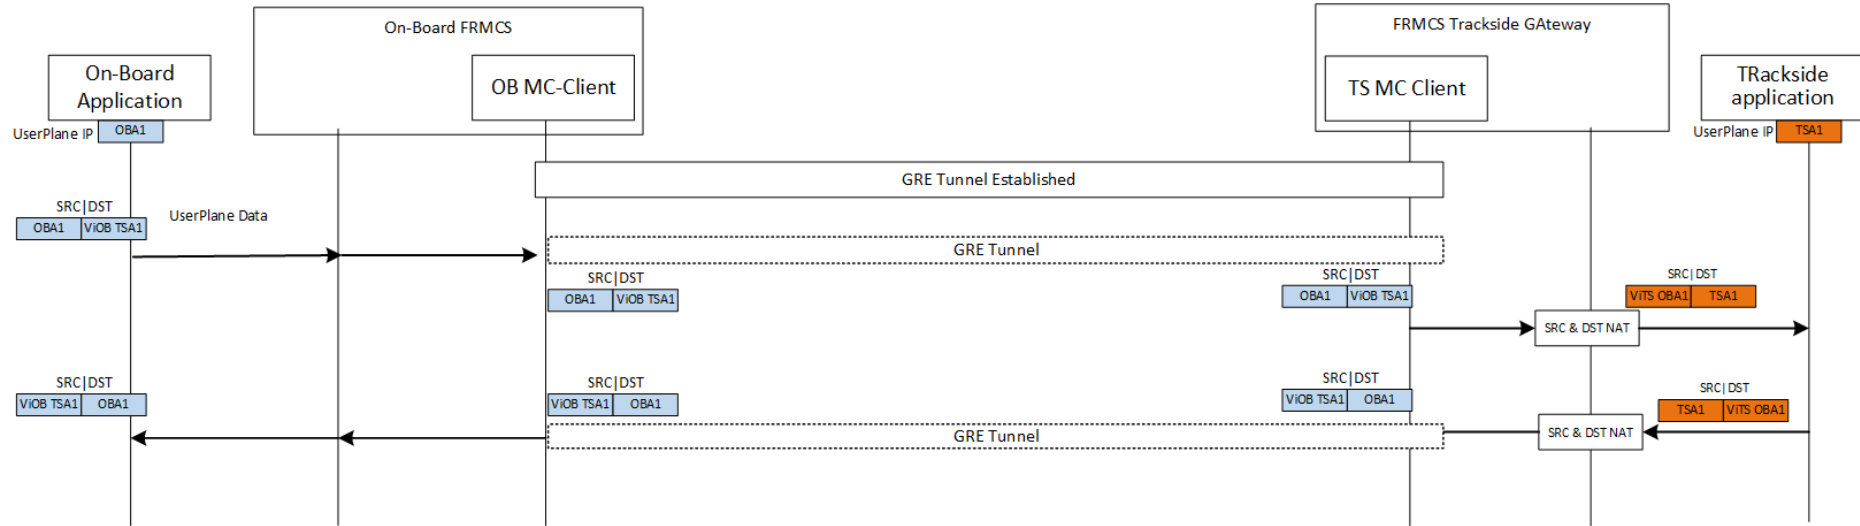 On-Board FRMCS
FRMCS Trackside GAteway
On-Board
Application
OB MC-Client
TS MC Client
TRackside
application
UserPlane IP
OBA1
UserPlane IP
TSA1
GRE Tunnel Established
SRC|DST
OBA1
ViOB TSA1
UserPlane Data
GRE Tunnel
SRC|DST
OBA1
ViOB TSA1
SRC|DST
OBA1
ViOB TSA1
SRC|DST
ViTS OBA1
TSA1
SRC & DST NAT
SRC|DST
ViOB TSA1
OBA1
SRC|DST
ViOB TSA1
OBA1
SRC|DST
ViOB TSA1
OBA1
SRC|DST
TSA1
ViTS OBA1
GRE Tunnel
SRC & DST NAT